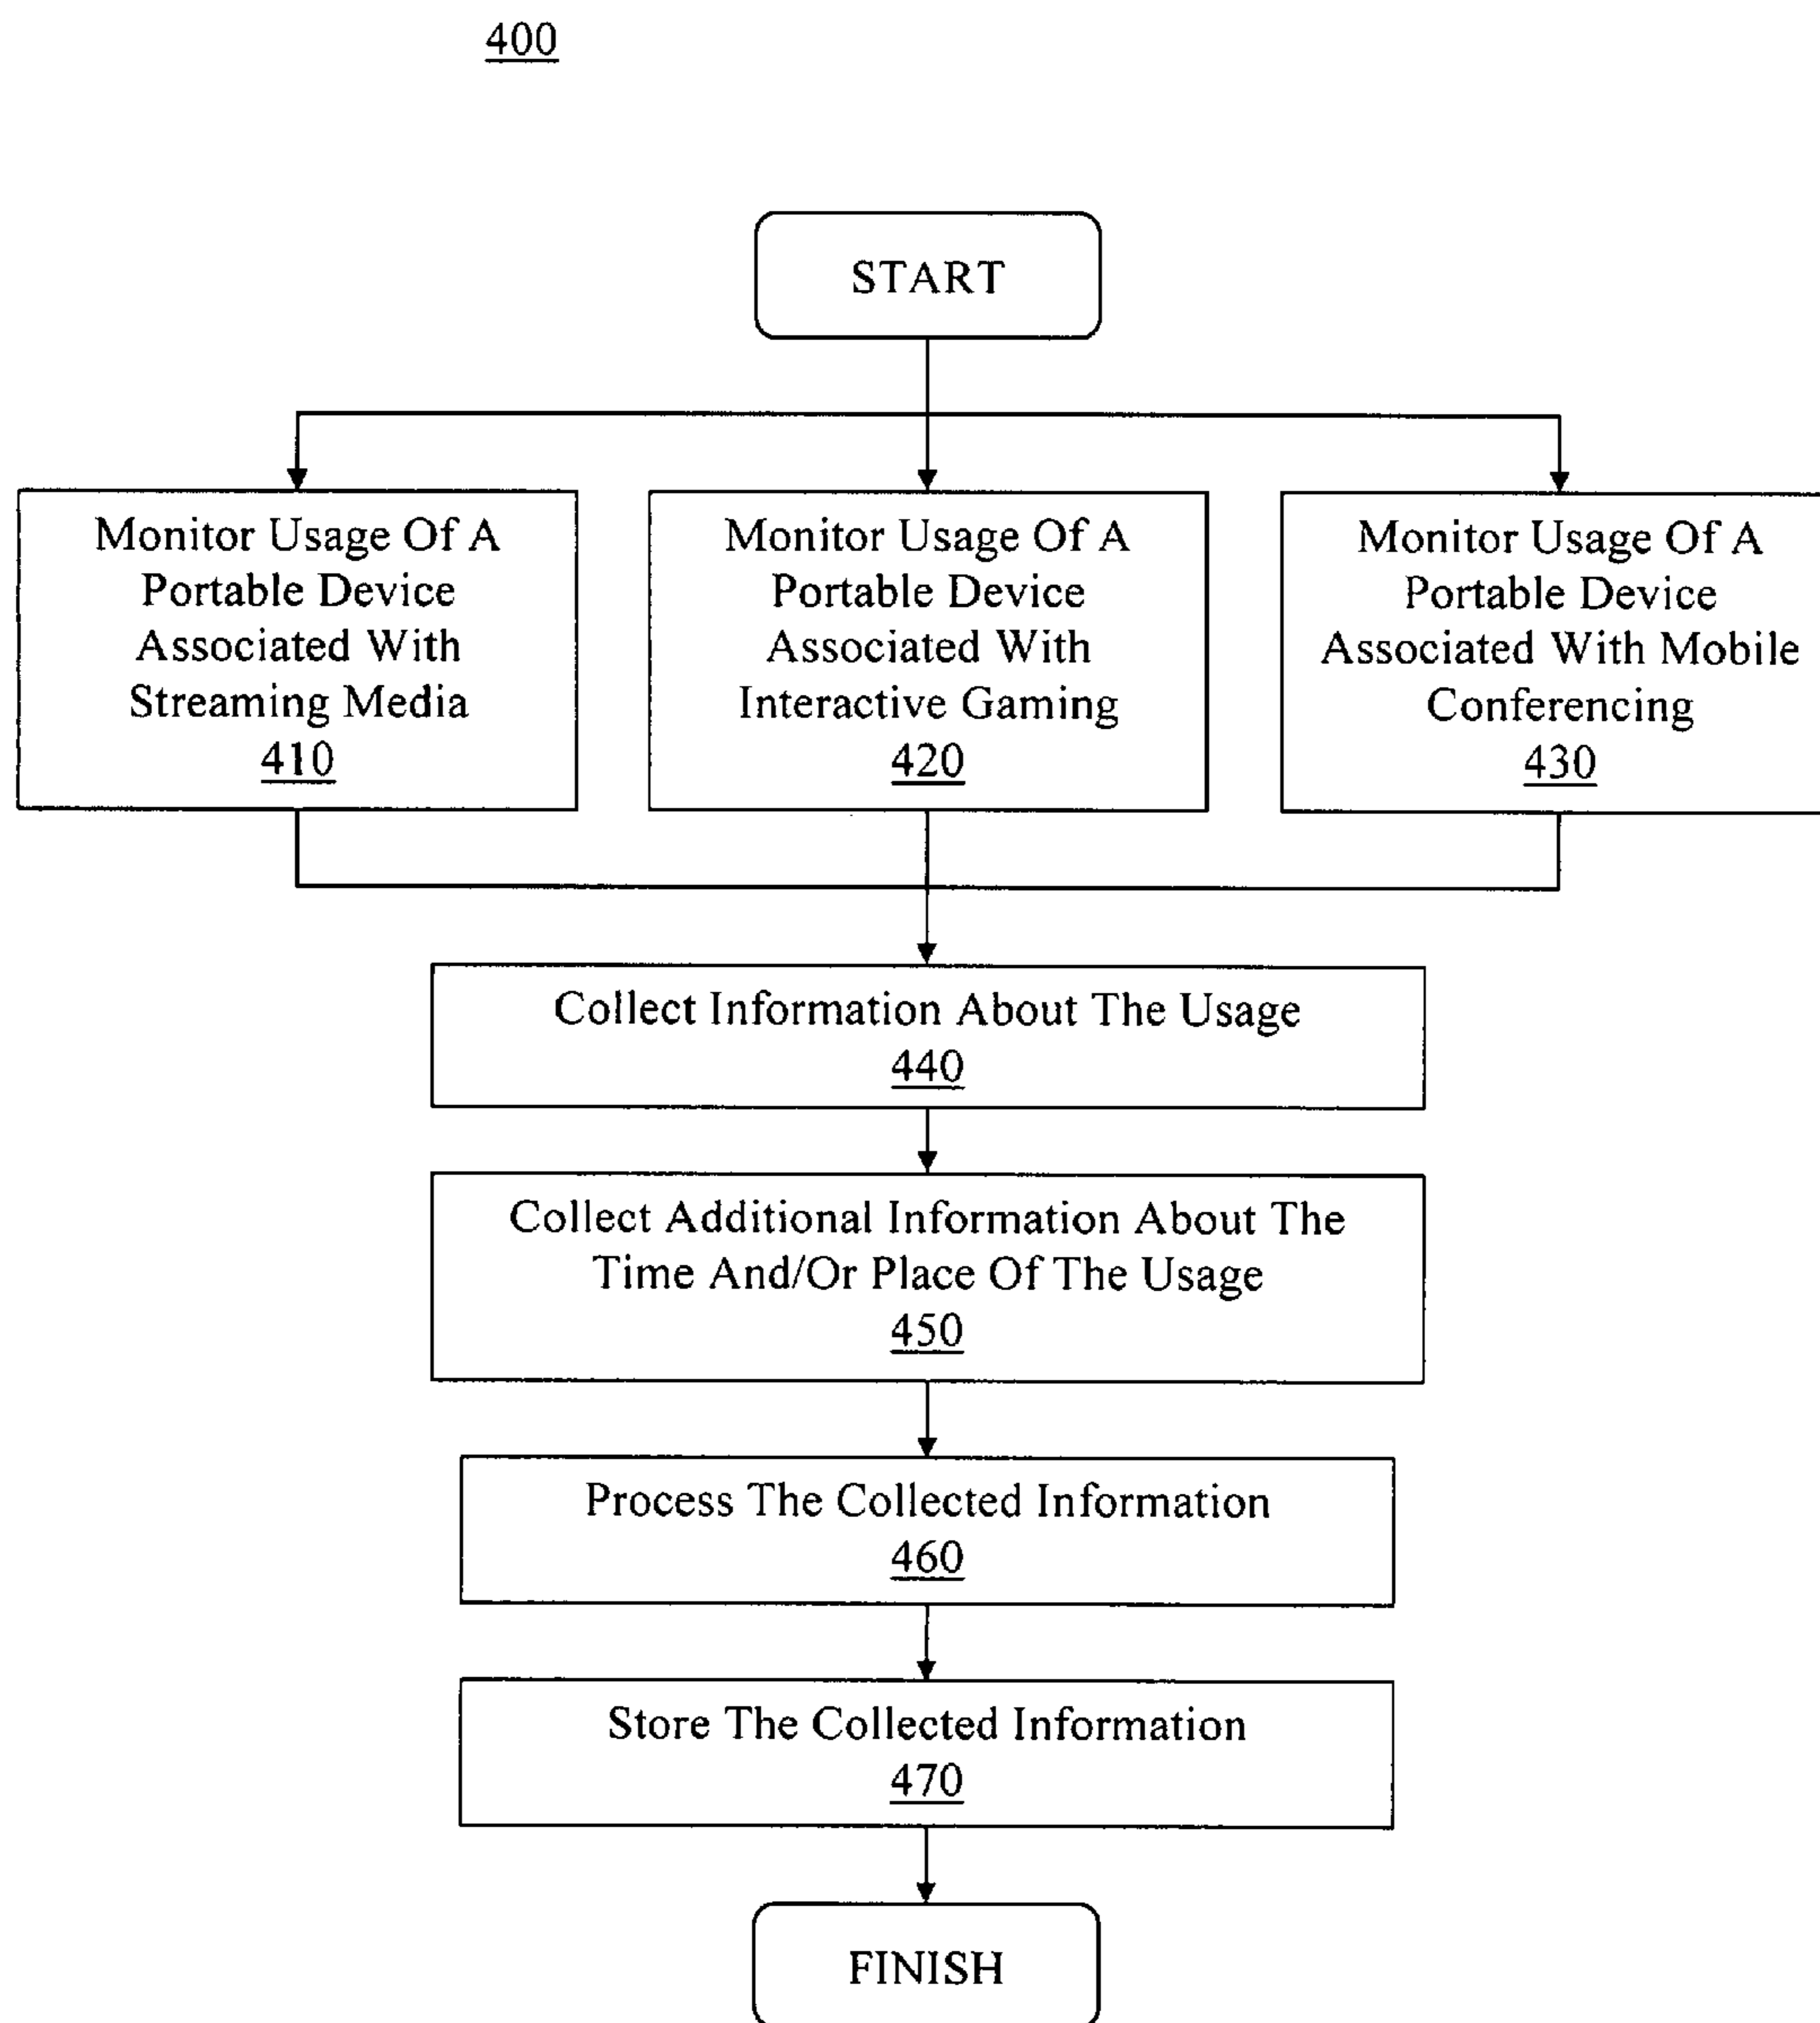 400
START
Monitor Usage Of A
Portable Device
Associated With
Streaming Media
410
Monitor Usage Of A
Portable Device
Associated With
Interactive Gaming
420
Monitor Usage Of A
Portable Device
Associated With Mobile
Conferencing
430
Collect Information About The Usage
440
Collect Additional Information About The
Time And/Or Place Of The Usage
450
Process The Collected Information
460
Store The Collected Information
470
FINISH